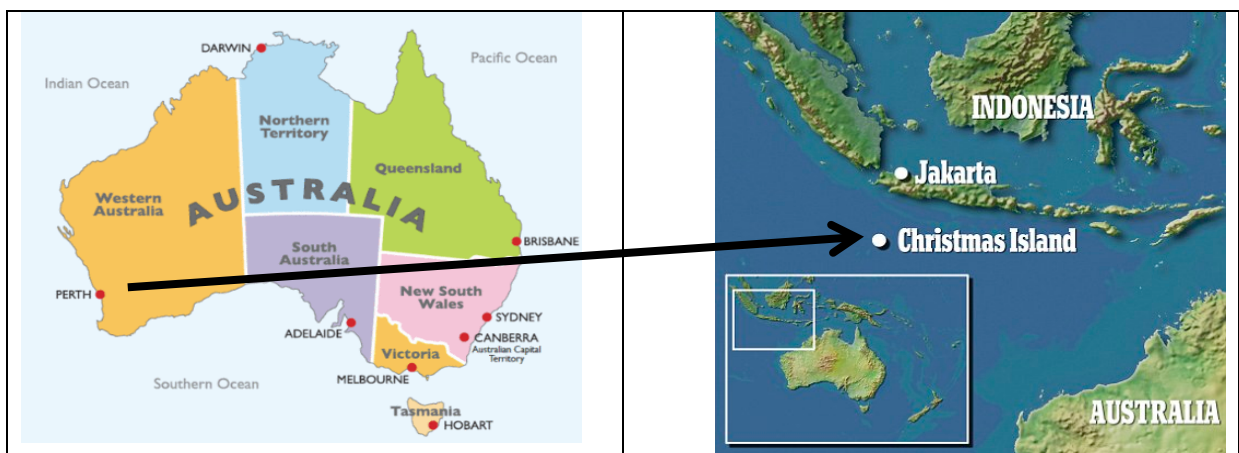 DARWIN
Pacific Ocean
Indian Ocean
Northern
Territory
Queensland
Western
Australia
AUSTRALIA
South
Australia
BRISBANE
PERTH
New South
Wales
SYDNEY
ADELAIDE
CANBERRA
Australian Capital
Territory
Victoria
MELBOURNE
Southern Ocean
Tasmania
HOBART
INDONESIA
Jakarta
Christmas Island
AUSTRALIA